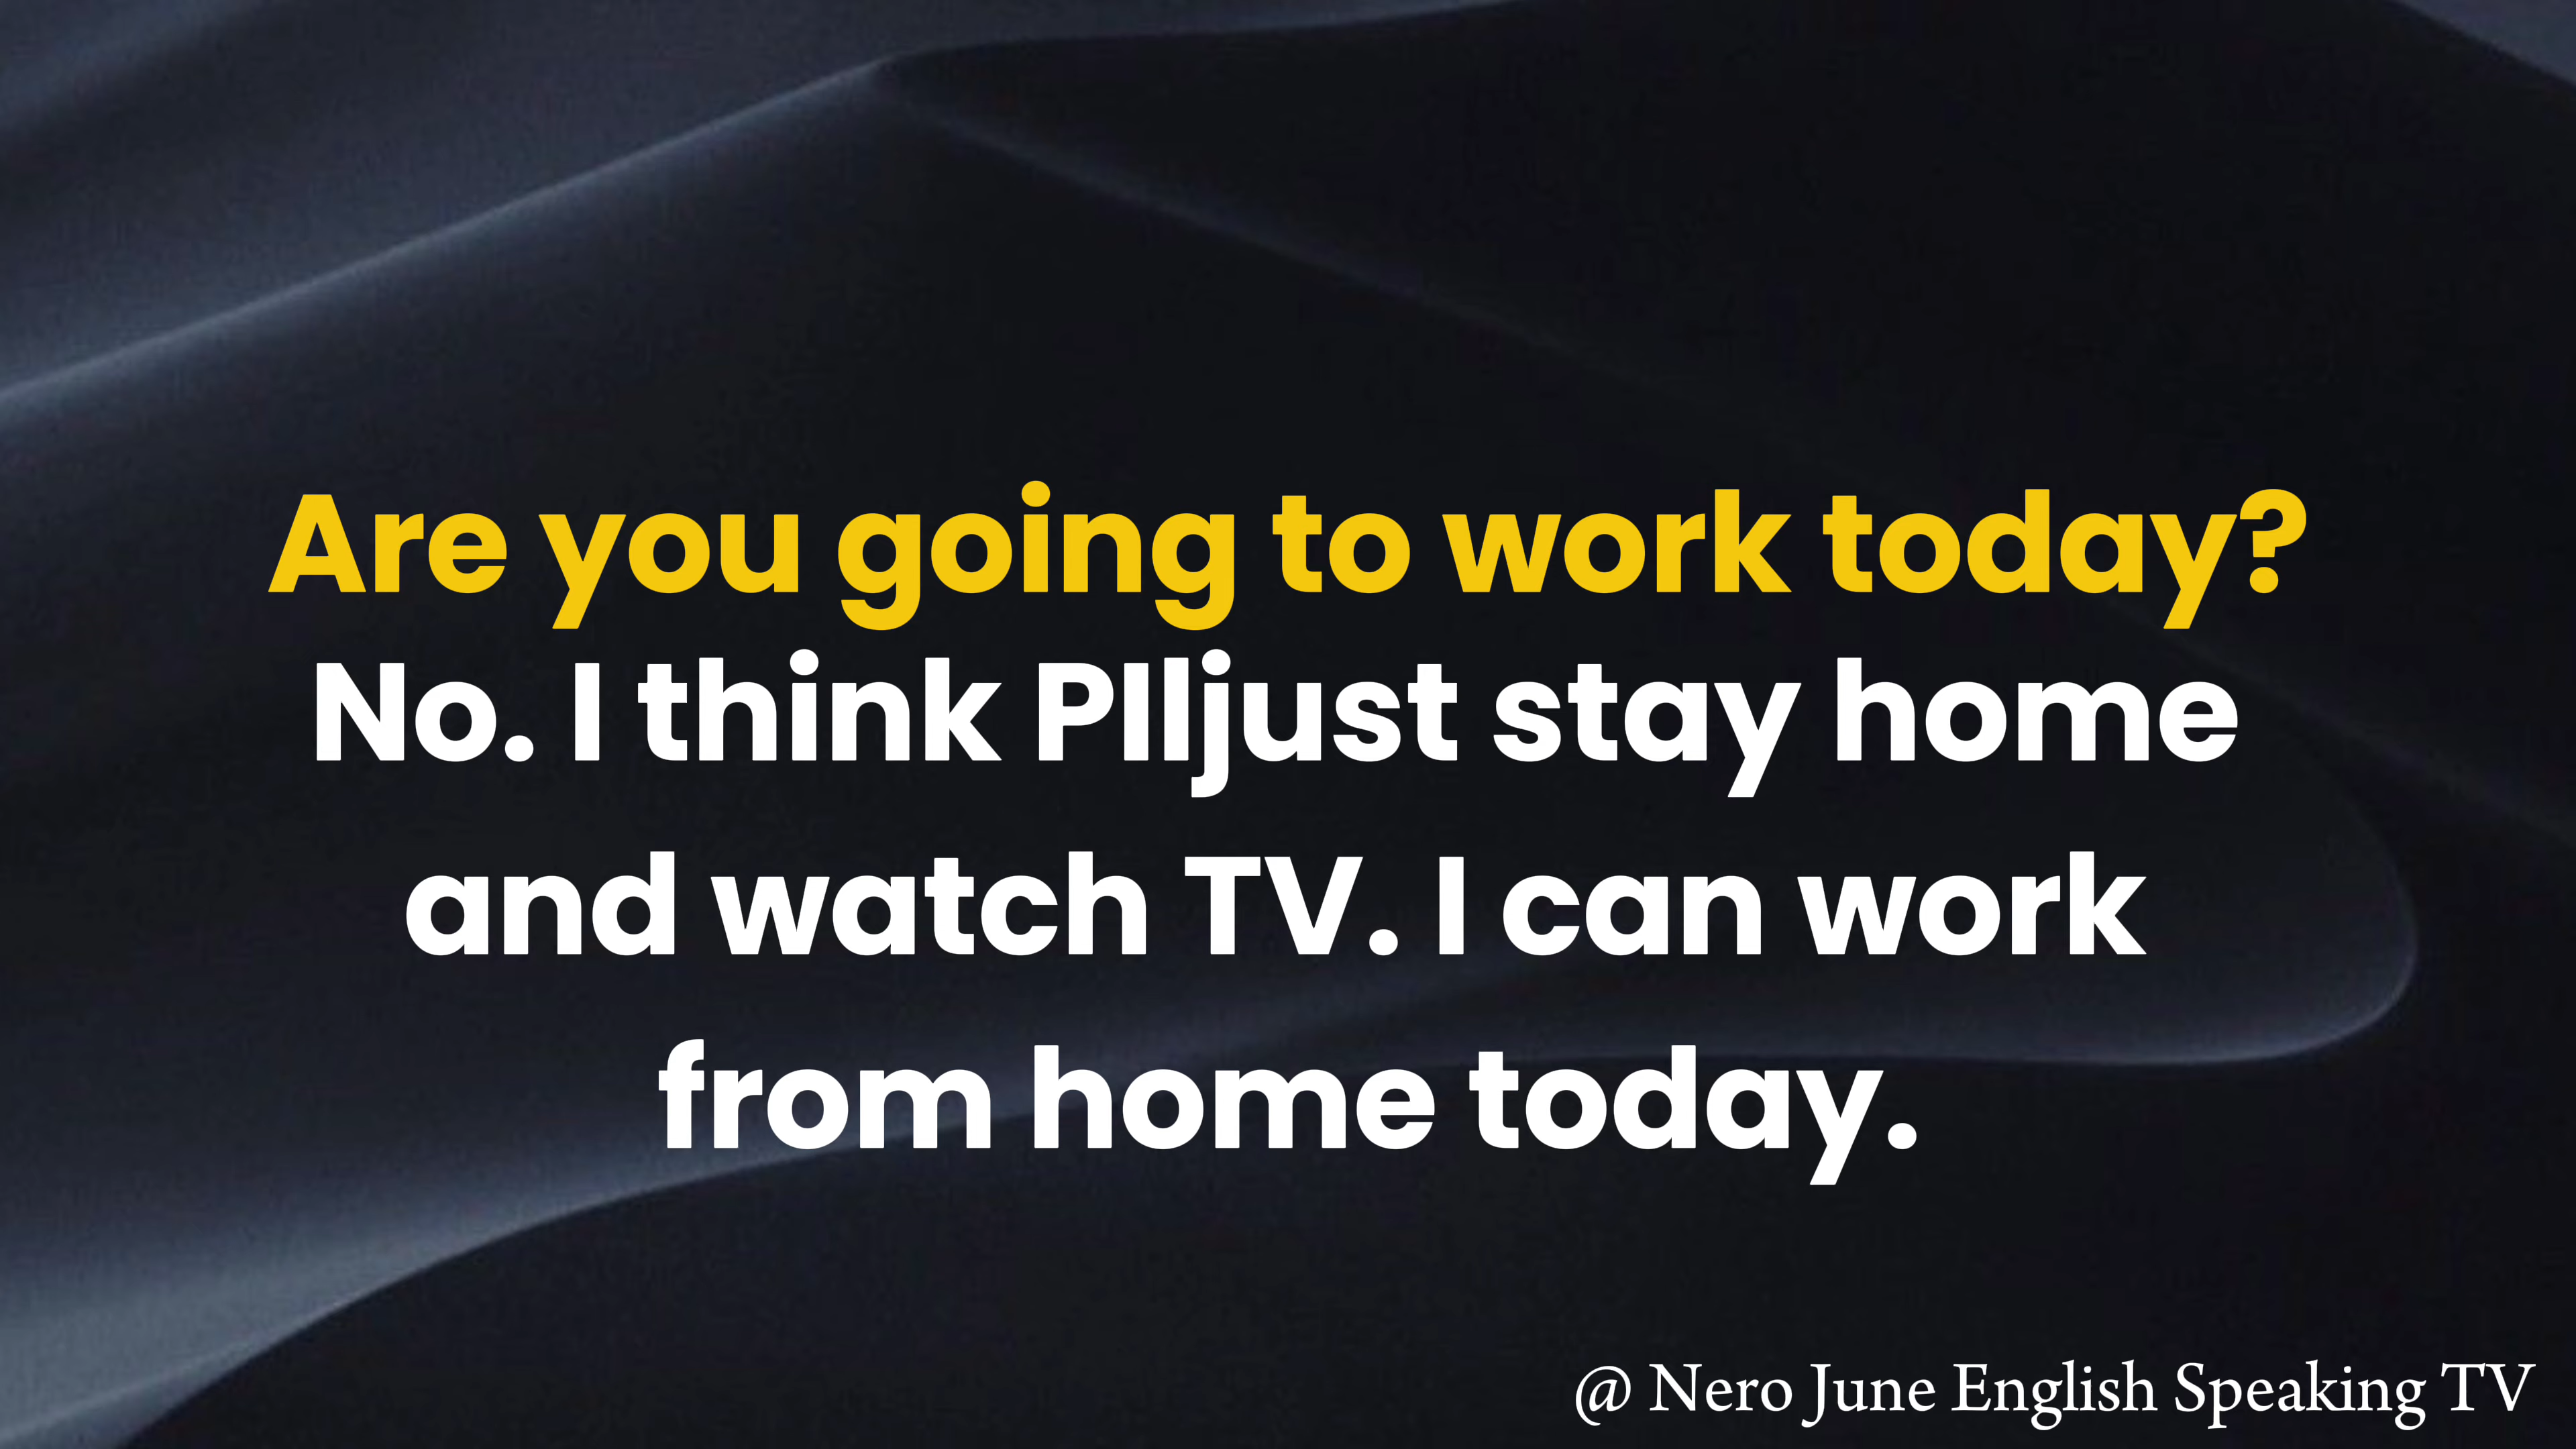 Are you going to work today?
No. I think PIljust stay home
and watch TV. I can work
from home today.
@ Nero June English Speaking TV